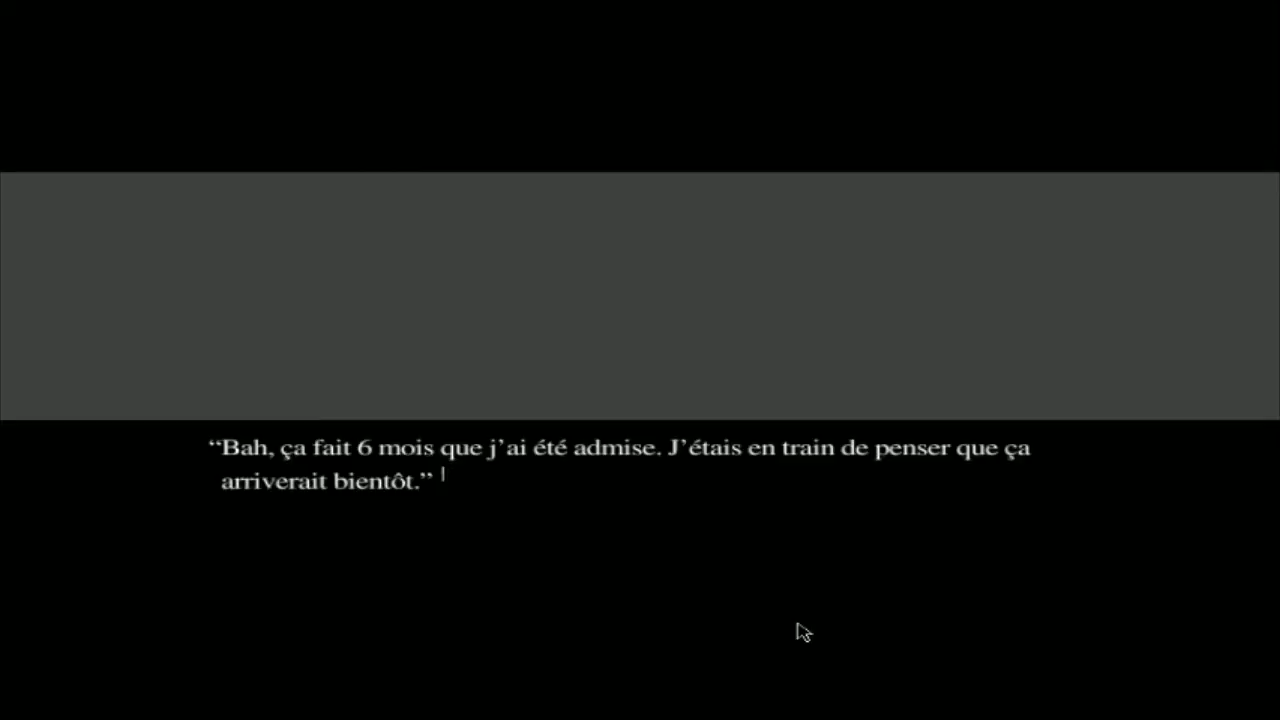 “Bah, ça fait 6 mois que j’ai été admise. J’étais en train de penser que ça
arriverait bientôt.”